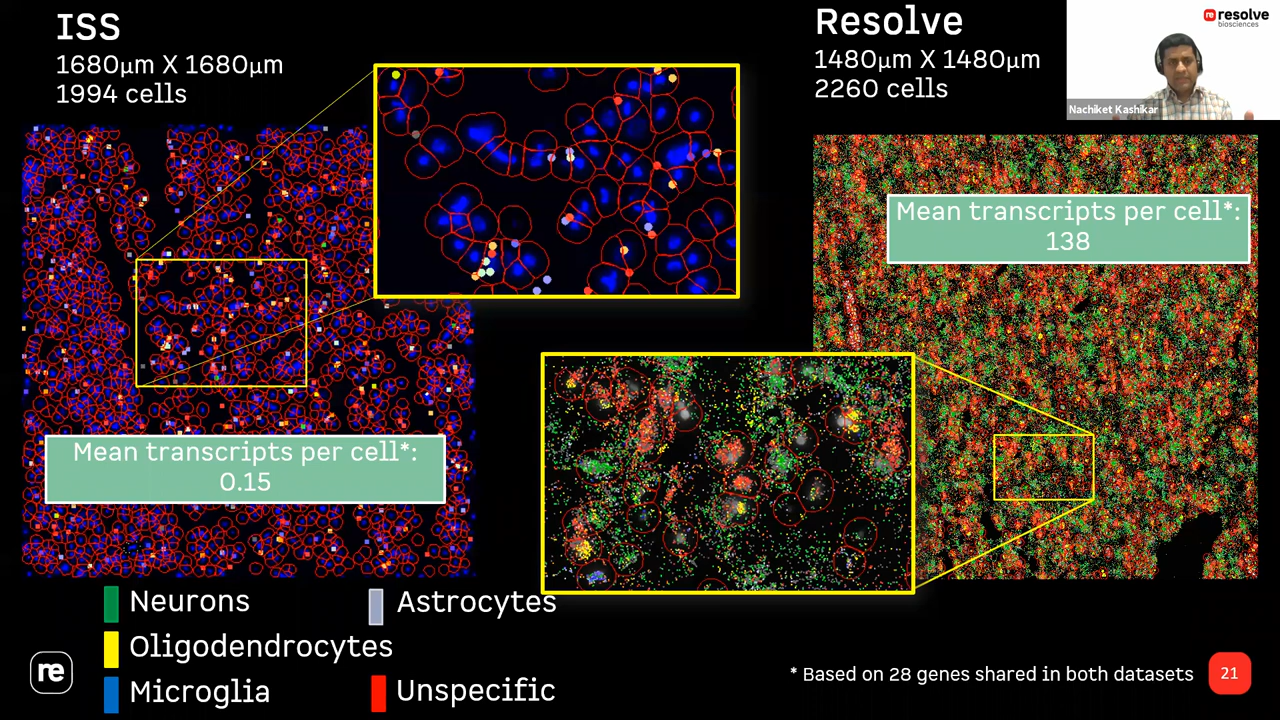 ISS
1680µm X 1680µm
1994 cells
Resolve
1480µm X 1480µm
2260 cells
re resolve
biosciences
Nachiket Kashikar
Mean transcripts per cell*:
138
Mean transcripts per cell*:
0.15
Neurons
Astrocytes
Oligodendrocytes
Microglia
Unspecific
re
* Based on 28 genes shared in both datasets
21